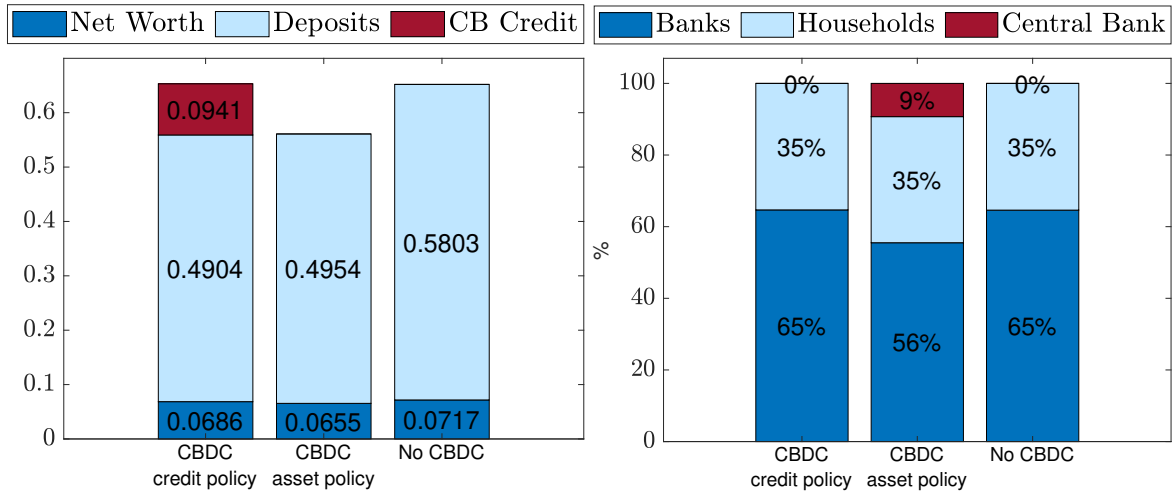 Net Worth Deposits CB Credit
0.6
0.5
0.4
0.3
0.2
0.1
0
0.0941
0.4904
0.0686
0.4954
0.0655
0.5803
0.0717
CBDC
credit policy
CBDC
asset policy
No CBDC
Banks Households Central Bank
%
100
80
60
40
20
0
0%
35%
65%
9%
35%
56%
0%
35%
65%
CBDC
credit policy
CBDC
asset policy
No CBDC